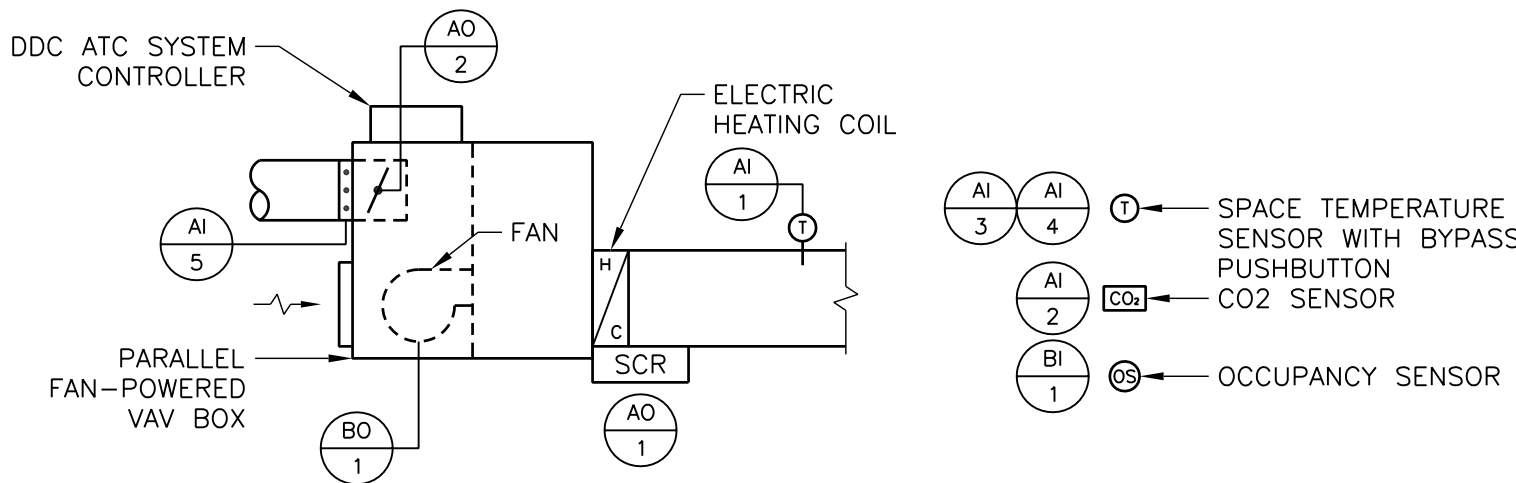 DDC ATC SYSTEM
CONTROLLER
AO
2
ELECTRIC
HEATING COIL
AI
1
T
AI
5
FAN
H
C
SCR
PARALLEL
FAN-POWERED
VAV BOX
BO
1
AO
1
AI
3
AI
4
T
SPACE TEMPERATURE
SENSOR WITH BYPASS
PUSHBUTTON
AI
2
CO₂
CO2 SENSOR
BI
1
OS
OCCUPANCY SENSOR